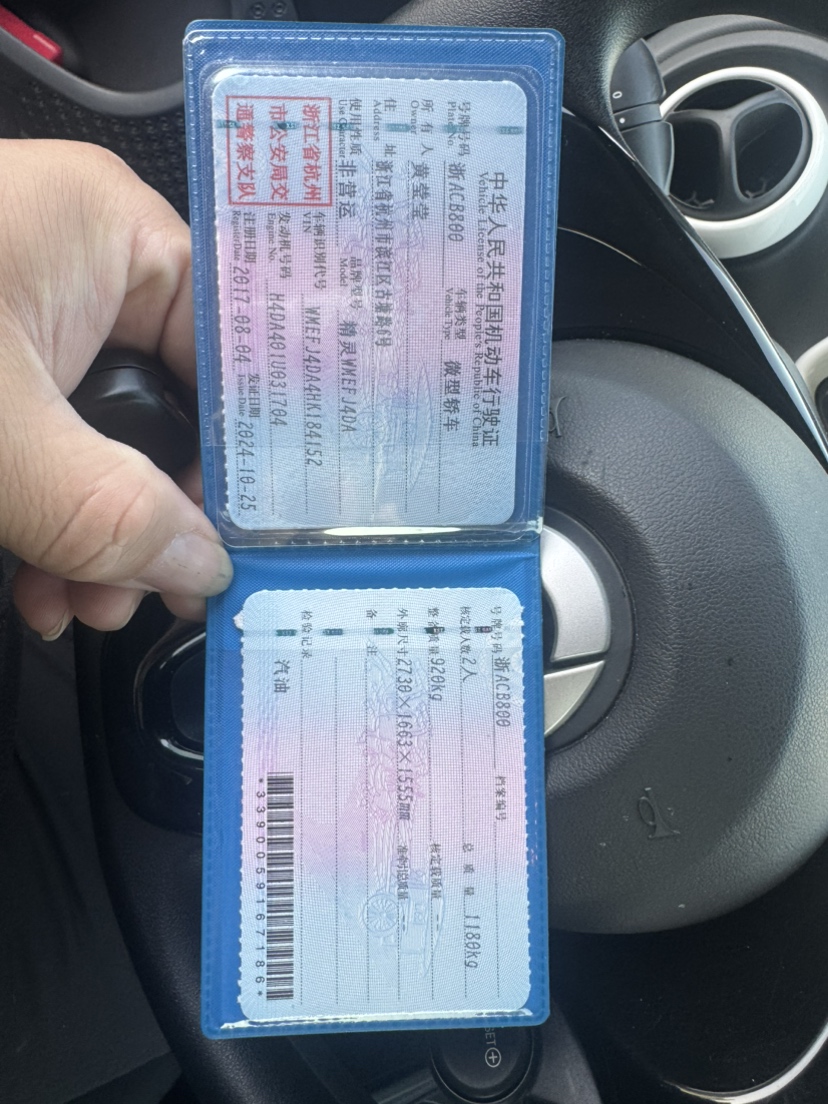 中华人民共和国机动车行驶证
Vehicle License of the People's Republic of China
号牌号码 浙ACB800 车辆类型 微型轿车
Plate No. Vehicle Type
所有人 黄莹莹
Owner
住址 浙江省杭州市滨江区古塘路6号
Address
使用性质 非营运 品牌型号 精灵WMEFJ4DA
Use Character Model
浙江省杭州
市公安局交
通警察支队
车辆识别代号 WMEFJ4DA4HK184152
VIN
发动机号码 H4DA401U031704
Engine No.
注册日期 2017-08-04 发证日期 2024-10-25
Register Date Issue Date
号牌号码 浙ACB800 档案编号
核定载人数 2人 总质量 1180kg
整备质量 920kg 核定载质量 --
外廓尺寸 2730×1663×1555mm 准牵引总质量 --
备注
检验记录
汽油
*3390059167186*
0
SET +